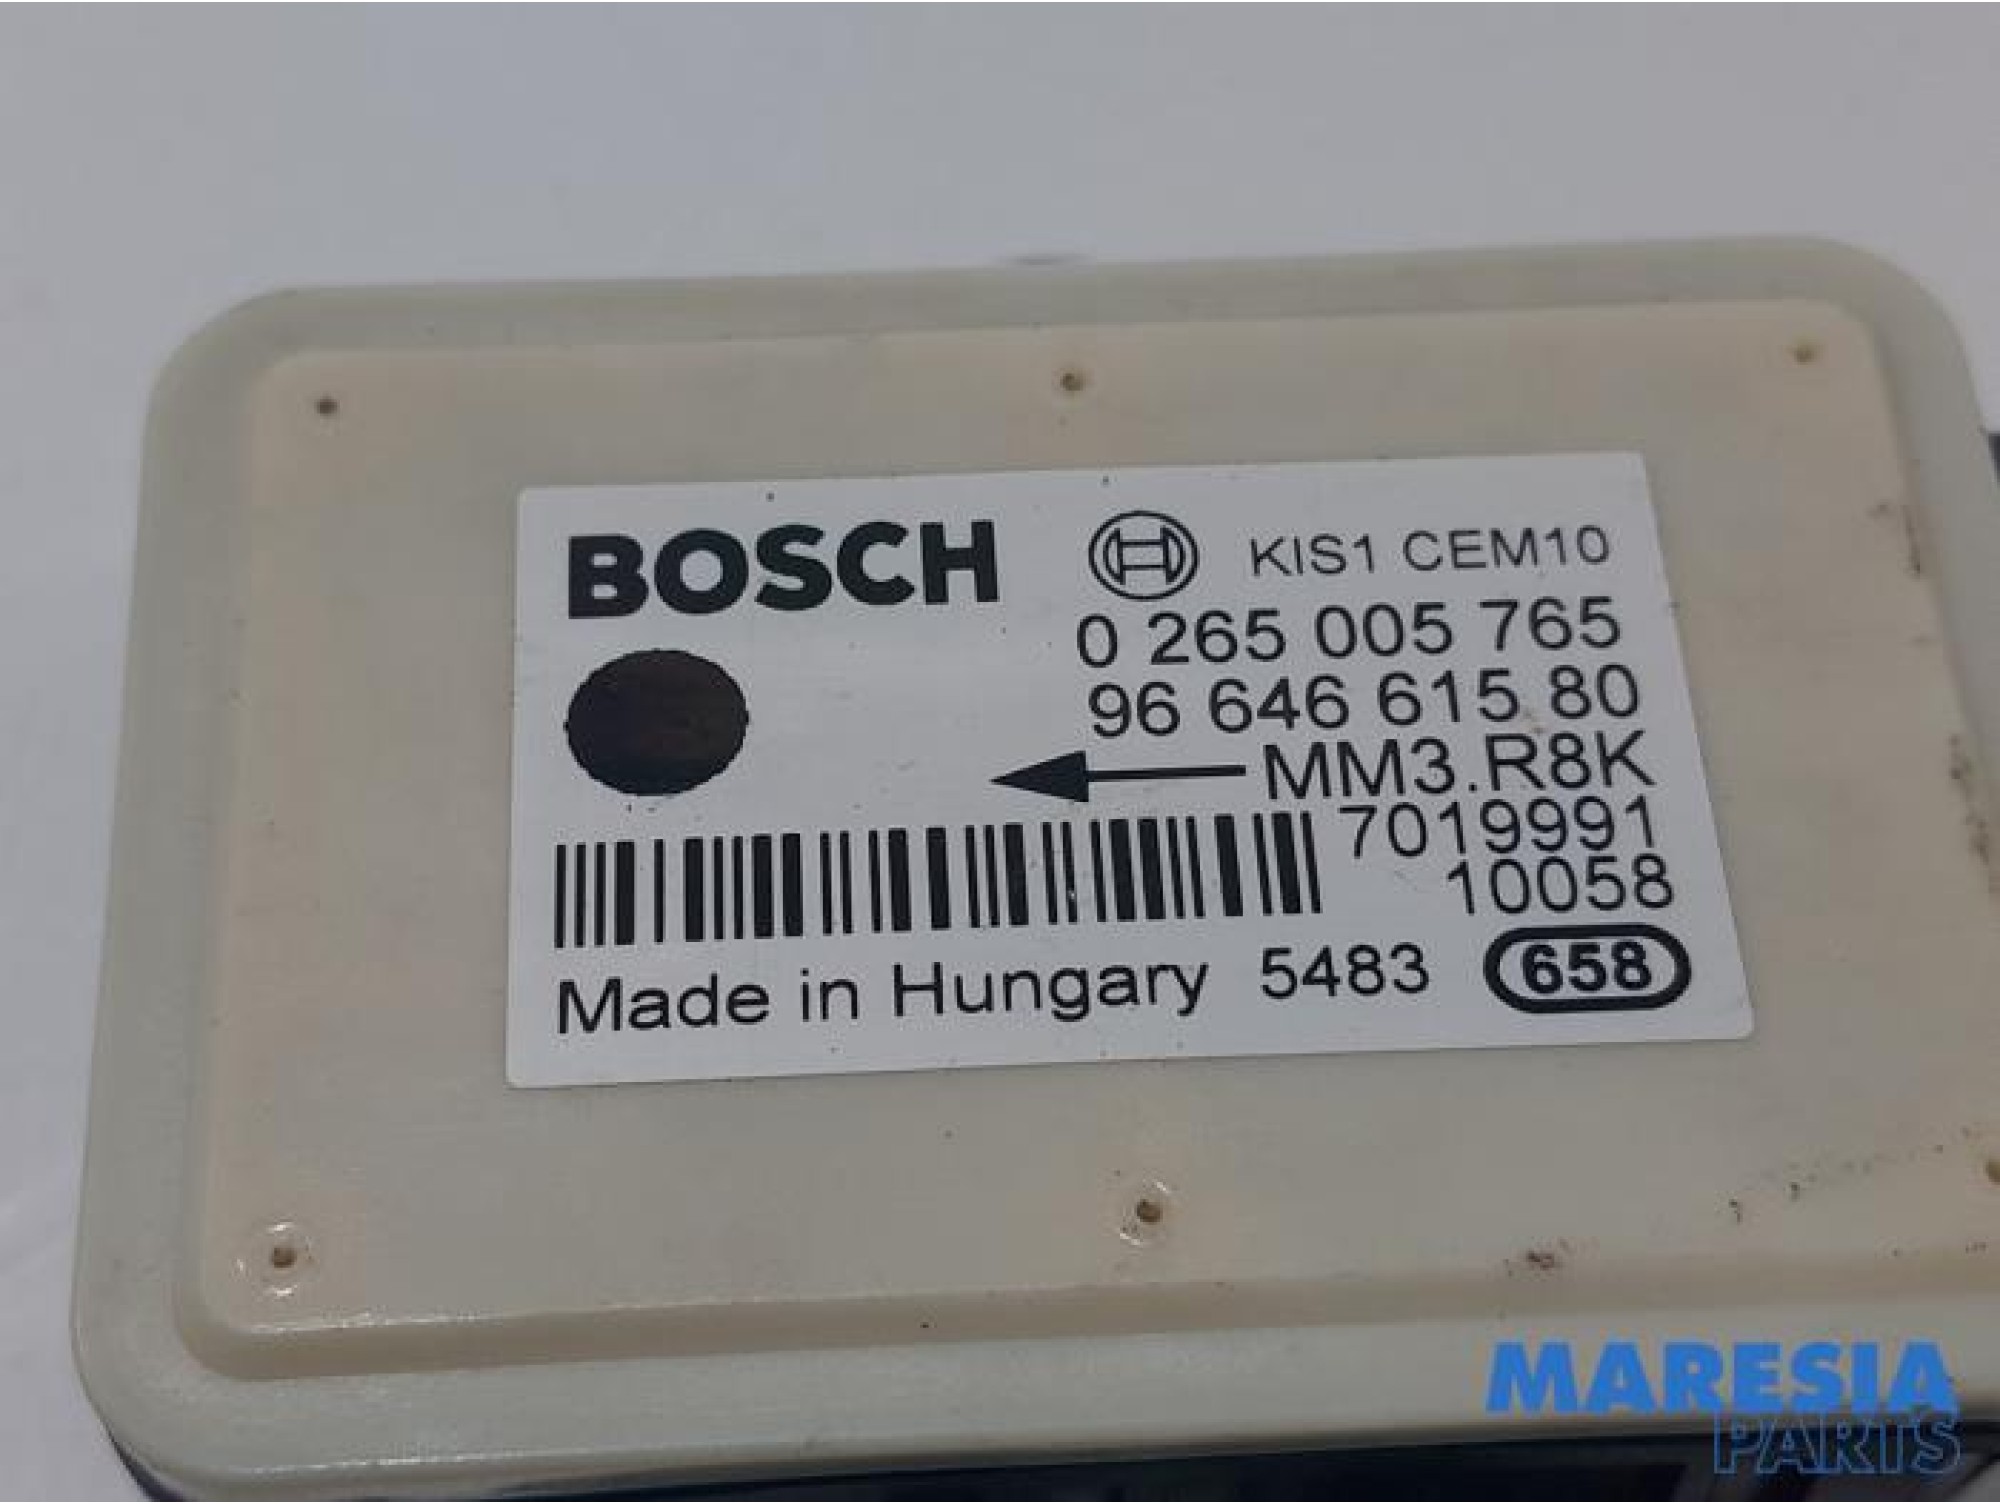 BOSCH KIS1 CEM10
0 265 005 765
96 646 615 80
MM3.R8K
7019991
10058
Made in Hungary 5483 658
MARESIA
PARTS